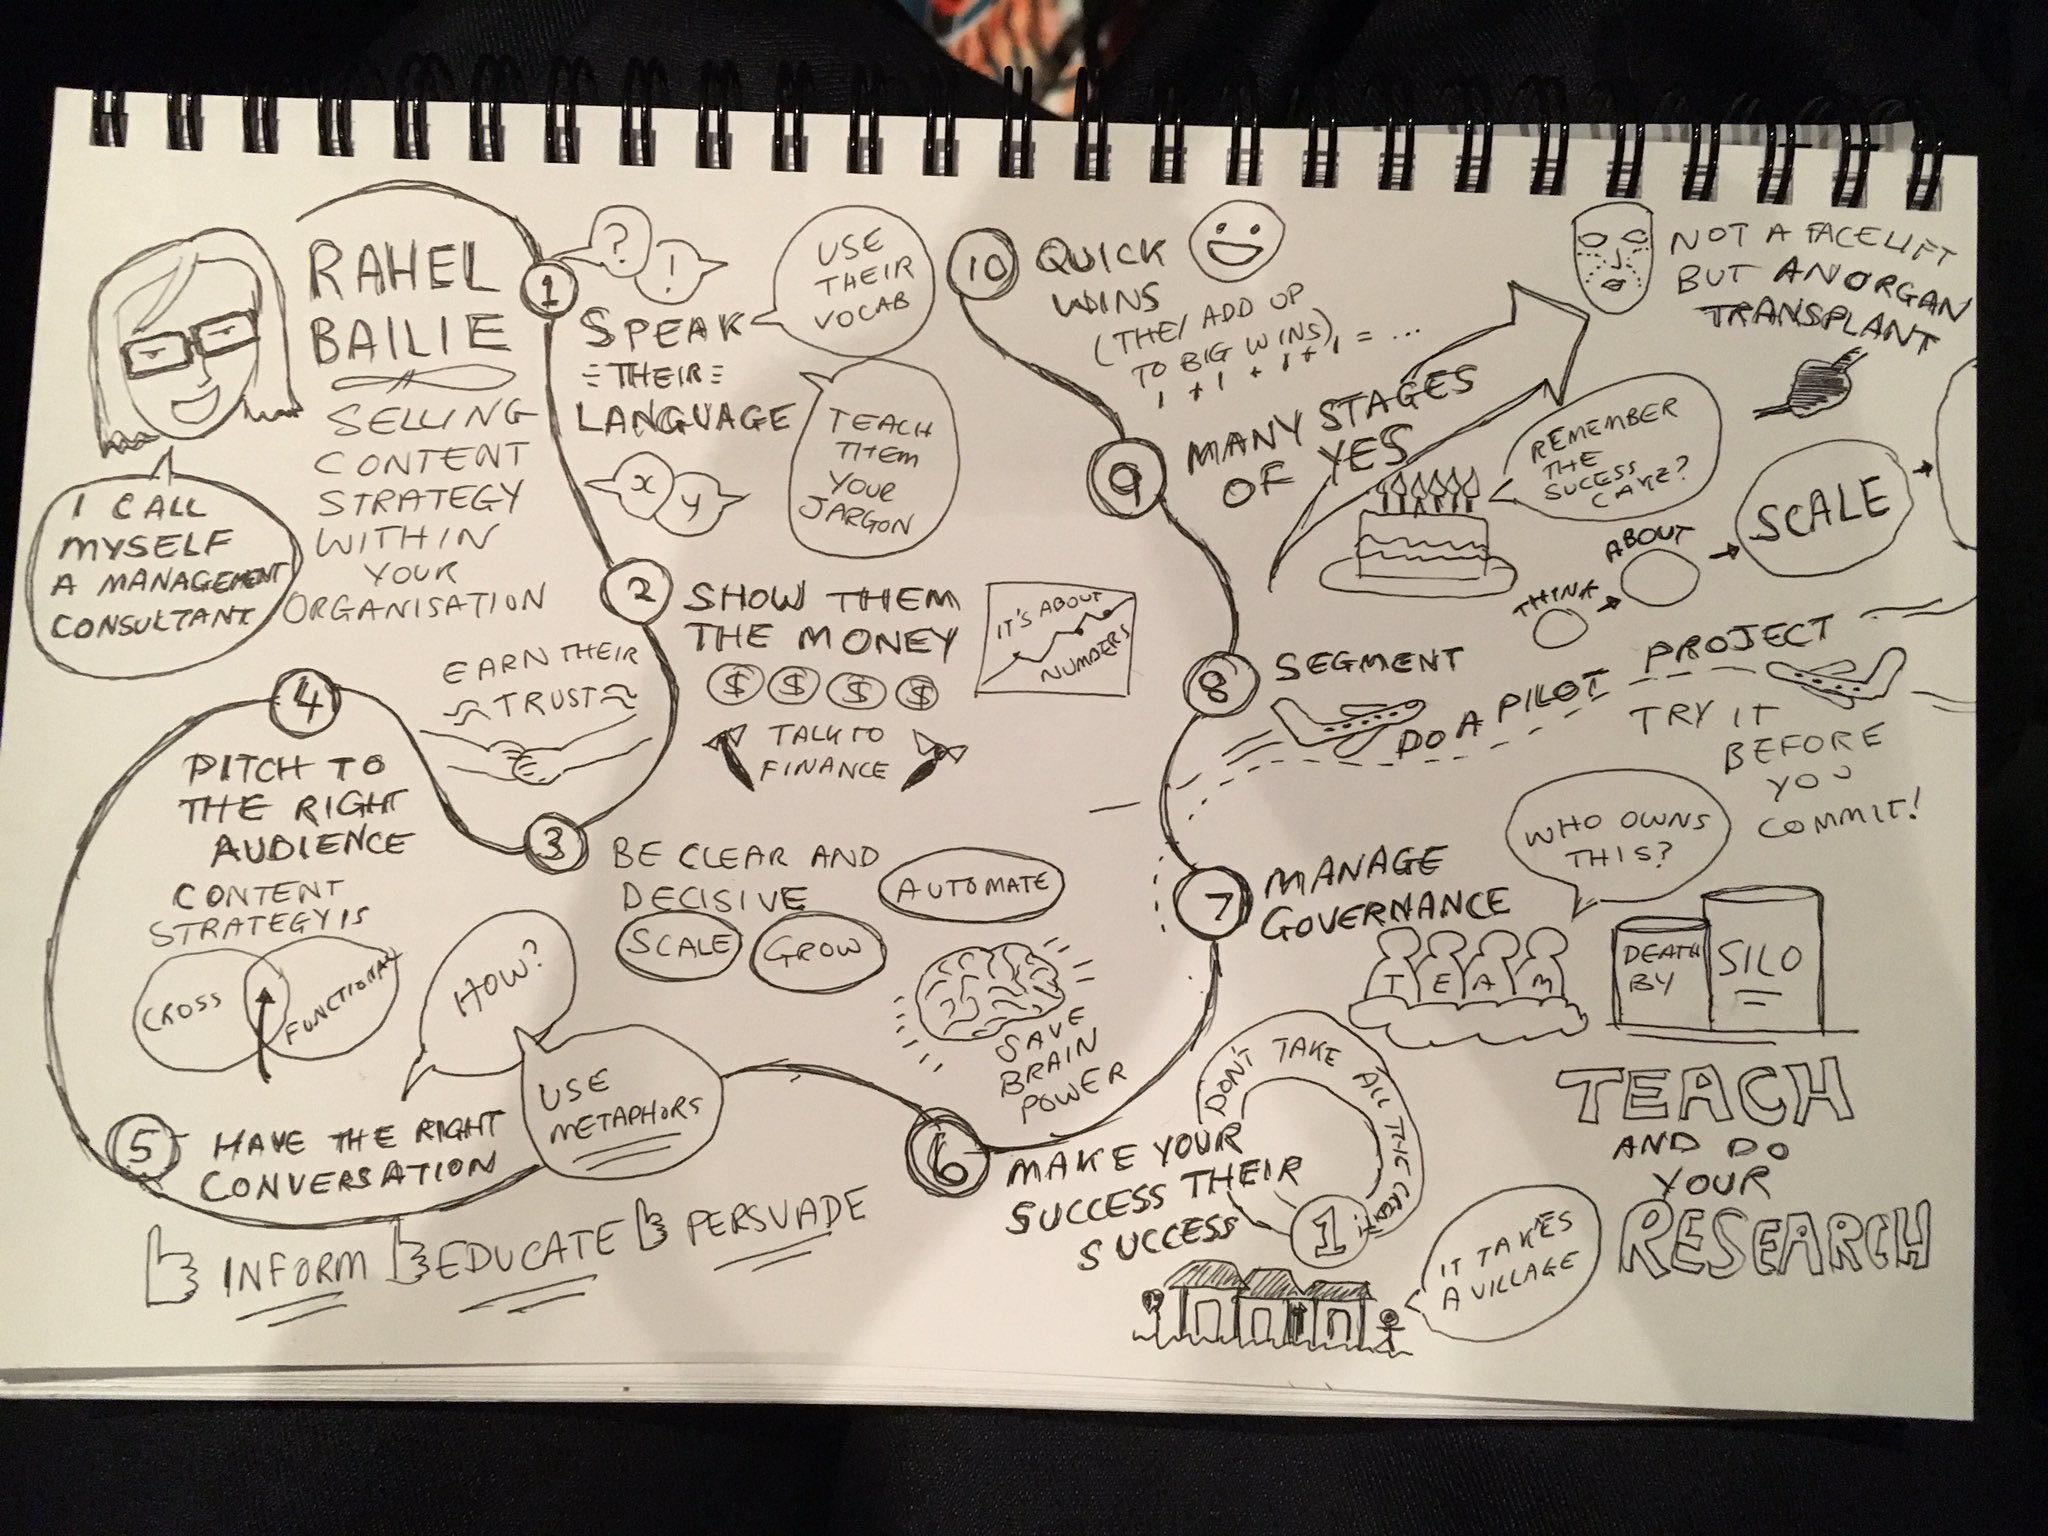 RAHEL
BAILIE
SELLING
CONTENT
STRATEGY
WITHIN
YOUR
ORGANISATION
I CALL
MYSELF
A MANAGEMENT
CONSULTANT
1
?
!
SPEAK
THEIR
LANGUAGE
USE
THEIR
VOCAB
TEACH
THEM
YOUR
JARGON
X
Y
2
SHOW THEM
THE MONEY
$ $ $ $
TALK TO
FINANCE
IT'S ABOUT
NUMBERS
EARN THEIR
TRUST
3
BE CLEAR AND
DECISIVE
AUTOMATE
SCALE
GROW
SAVE
BRAIN
POWER
4
PITCH TO
THE RIGHT
AUDIENCE
CONTENT
STRATEGY IS
CROSS
FUNCTIONAL
5
HAVE THE RIGHT
CONVERSATION
HOW?
USE
METAPHORS
INFORM
EDUCATE
PERSUADE
6
MAKE YOUR
SUCCESS THEIR
SUCCESS
DON'T TAKE ALL THE CREDIT!
1
IT TAKES
A VILLAGE
7
MANAGE
GOVERNANCE
WHO OWNS
THIS?
TEAM
DEATH
BY
SILO
TEACH
AND DO
YOUR
RESEARCH
8
SEGMENT
DO A PILOT PROJECT
TRY IT
BEFORE
YOU
COMMIT!
THINK
ABOUT
SCALE
9
MANY STAGES
OF YES
REMEMBER
THE
SUCESS
CAKE?
10
QUICK
WINS
(THEY ADD UP
TO BIG WINS)
1 + 1 + 1 + 1 = ...
NOT A FACELIFT
BUT AN ORGAN
TRANSPLANT